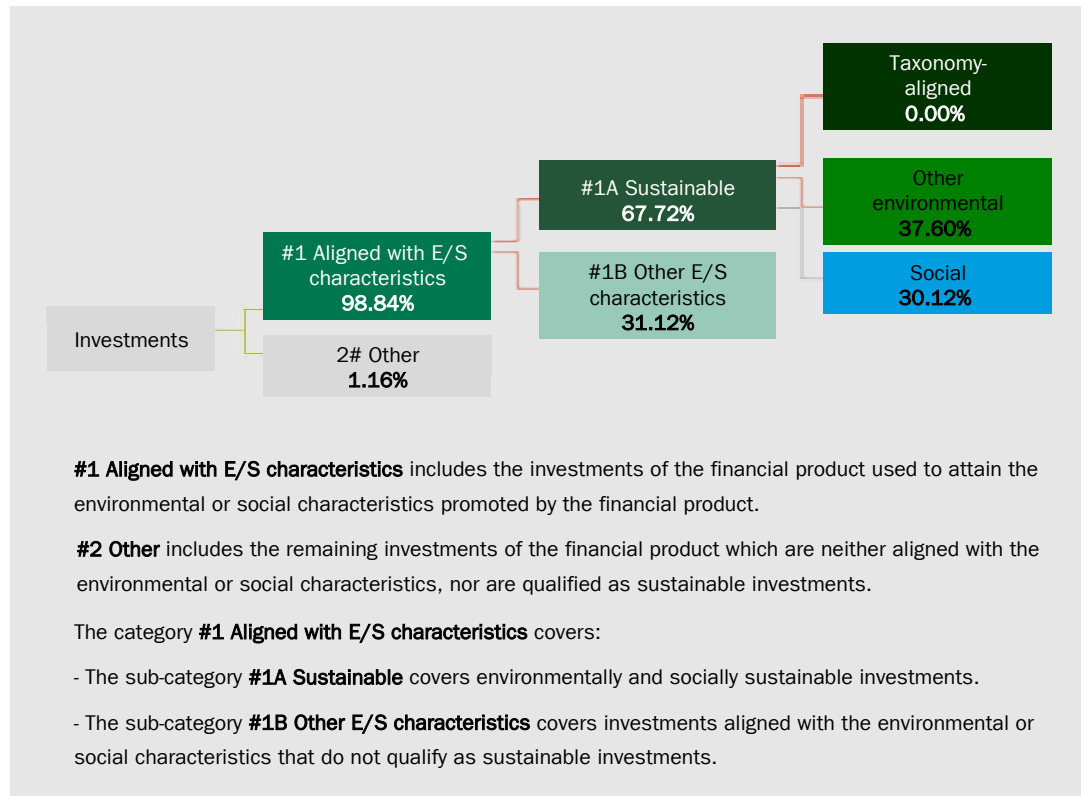 Taxonomy-
aligned
0.00%
#1A Sustainable
67.72%
Other
environmental
37.60%
#1 Aligned with E/S
characteristics
98.84%
#1B Other E/S
characteristics
31.12%
Social
30.12%
Investments
2# Other
1.16%
#1 Aligned with E/S characteristics includes the investments of the financial product used to attain the
environmental or social characteristics promoted by the financial product.
#2 Other includes the remaining investments of the financial product which are neither aligned with the
environmental or social characteristics, nor are qualified as sustainable investments.
The category #1 Aligned with E/S characteristics covers:
- The sub-category #1A Sustainable covers environmentally and socially sustainable investments.
- The sub-category #1B Other E/S characteristics covers investments aligned with the environmental or
social characteristics that do not qualify as sustainable investments.